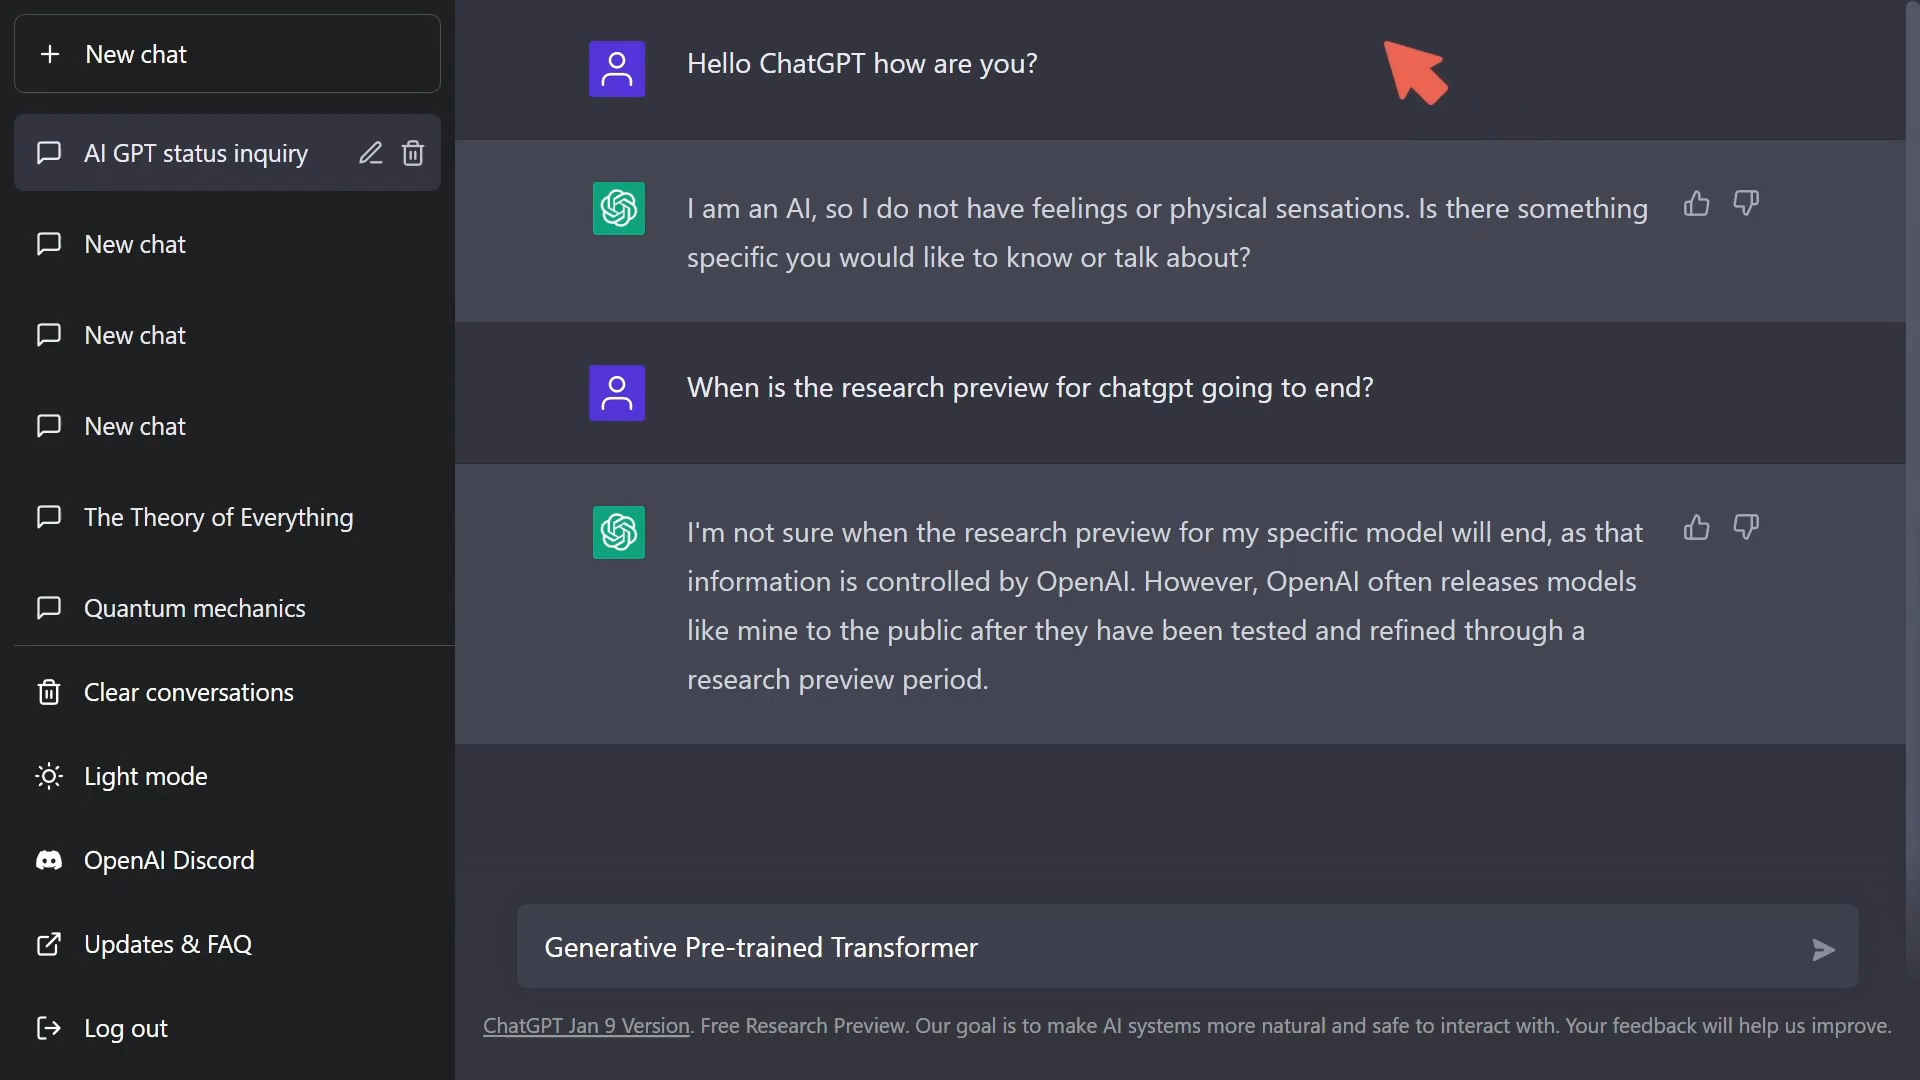 New chat
AI GPT status inquiry
New chat
New chat
New chat
The Theory of Everything
Quantum mechanics
Clear conversations
Light mode
OpenAI Discord
Updates & FAQ
Log out
Hello ChatGPT how are you?
I am an AI, so I do not have feelings or physical sensations. Is there something
specific you would like to know or talk about?
When is the research preview for chatgpt going to end?
I'm not sure when the research preview for my specific model will end, as that
information is controlled by OpenAI. However, OpenAI often releases models
like mine to the public after they have been tested and refined through a
research preview period.
Generative Pre-trained Transformer
ChatGPT Jan 9 Version. Free Research Preview. Our goal is to make AI systems more natural and safe to interact with. Your feedback will help us improve.